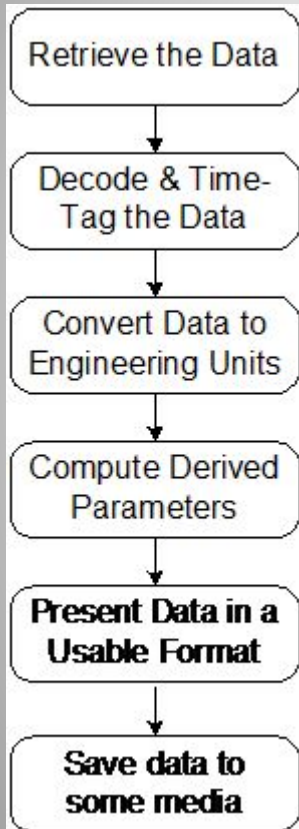 Retrieve the Data
Decode & Time-
Tag the Data
Convert Data to
Engineering Units
Compute Derived
Parameters
Present Data in a
Usable Format
Save data to
some media